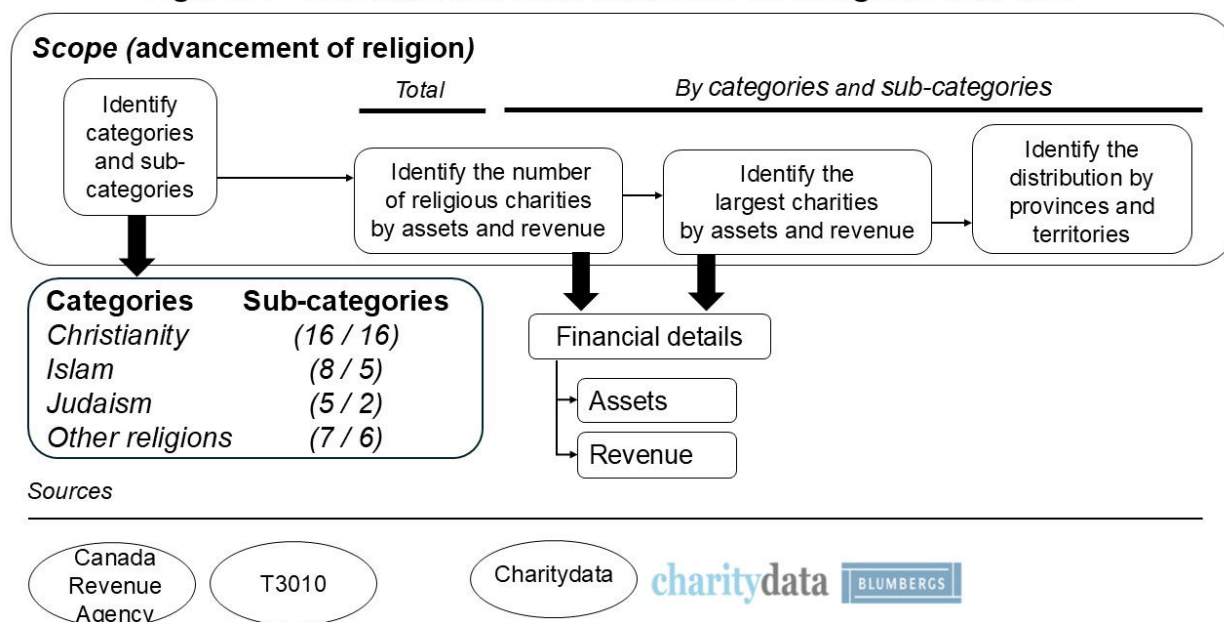 Scope (advancement of religion)
Total
By categories and sub-categories
Identify
categories
and sub-
categories
Identify the number
of religious charities
by assets and revenue
Identify the
largest charities
by assets and revenue
Identify the
distribution by
provinces and
territories
Categories Sub-categories
Christianity (16 / 16)
Islam (8 / 5)
Judaism (5 / 2)
Other religions (7 / 6)
Financial details
Assets
Revenue
Sources
Canada
Revenue
Agency
T3010
Charitydata
charitydata
BLUMBERGS